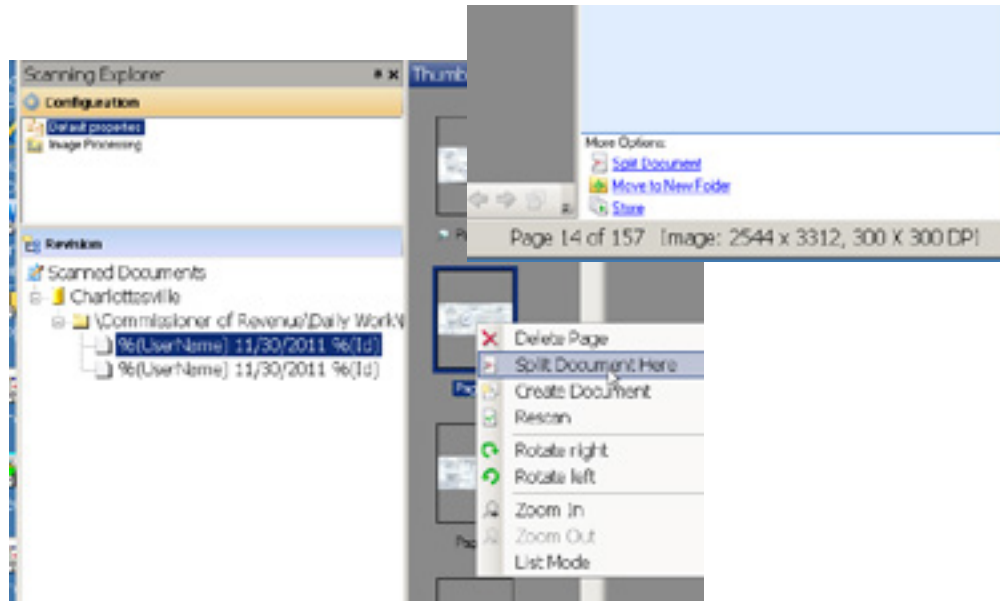 Scanning Explorer
Thumb
Configuration
Default properties
Image Processing
Revision
Scanned Documents
Charlottesville
\Commissioner of Revenue\Daily Work\
%(UserName) 11/30/2011 %(Id)
%(UserName) 11/30/2011 %(Id)
Delete Page
Split Document Here
Create Document
Rescan
Rotate right
Rotate left
Zoom In
Zoom Out
List Mode
More Options:
Split Document
Move to New Folder
Store
Page 14 of 157 Image: 2544 x 3312, 300 X 300 DPI